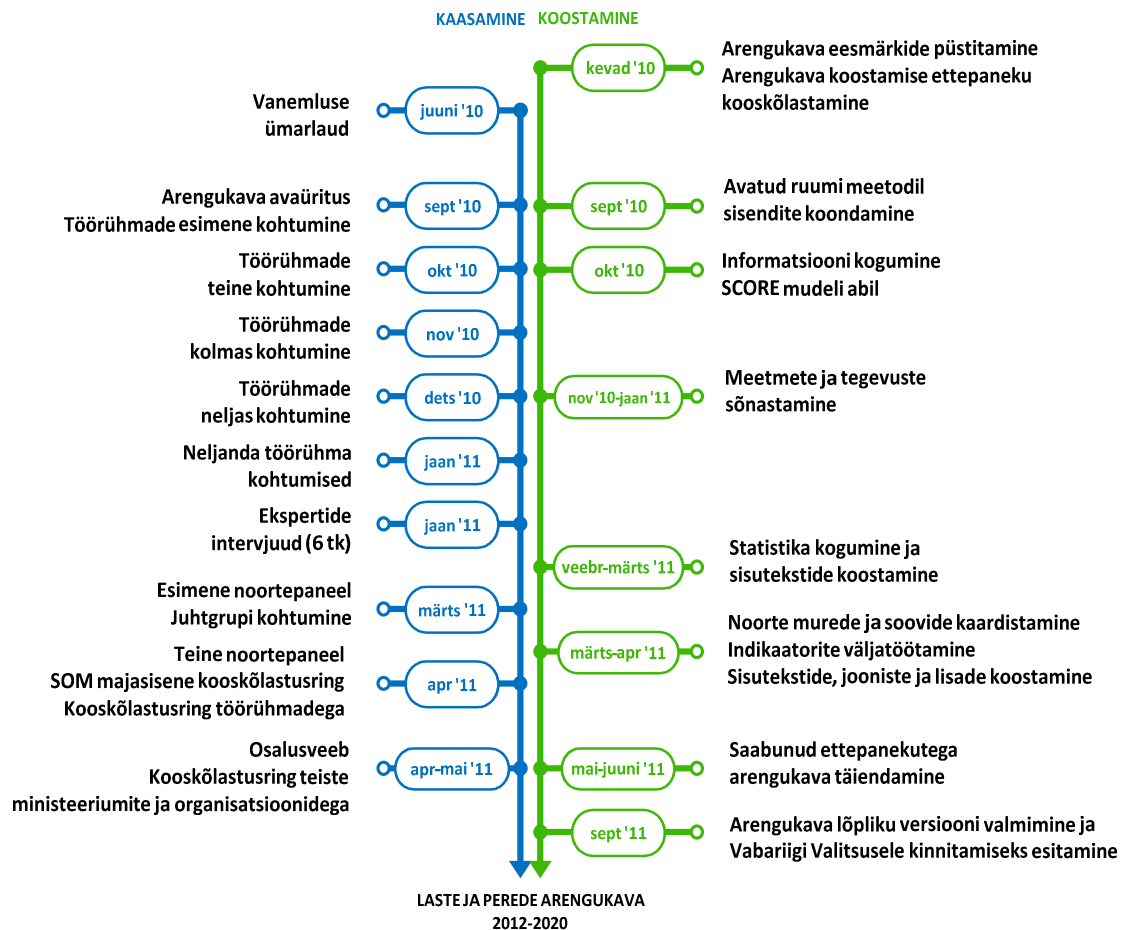 KAASAMINE
KOOSTAMINE
kevad '10
Arengukava eesmärkide püstitamine
Arengukava koostamise ettepaneku
kooskõlastamine
Vanemluse
ümarlaud
juuni '10
Arengukava avaüritus
Töörühmade esimene kohtumine
sept '10
sept '10
Avatud ruumi meetodil
sisendite koondamine
Töörühmade
teine kohtumine
okt '10
okt '10
Informatsiooni kogumine
SCORE mudeli abil
Töörühmade
kolmas kohtumine
nov '10
Töörühmade
neljas kohtumine
dets '10
nov '10-jaan '11
Meetmete ja tegevuste
sõnastamine
Neljanda töörühma
kohtumised
jaan '11
Ekspertide
intervjuud (6 tk)
jaan '11
veebr-märts '11
Statistika kogumine ja
sisutekstide koostamine
Esimene noortepaneel
Juhtgrupi kohtumine
märts '11
märts-apr '11
Noorte murede ja soovide kaardistamine
Indikaatorite väljatöötamine
Sisutekstide, jooniste ja lisade koostamine
Teine noortepaneel
SOM majasisene kooskõlastusring
Kooskõlastusring töörühmadega
apr '11
Osalusveeb
Kooskõlastusring teiste
ministeeriumite ja organisatsioonidega
apr-mai '11
mai-juuni '11
Saabunud ettepanekutega
arengukava täiendamine
sept '11
Arengukava lõpliku versiooni valmimine ja
Vabariigi Valitsusele kinnitamiseks esitamine
LASTE JA PEREDE ARENGUKAVA
2012-2020